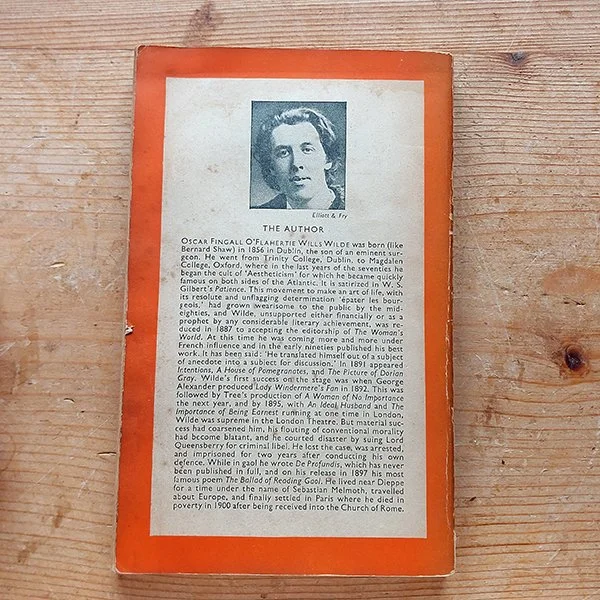 Elliott & Fry
THE AUTHOR
OSCAR FINGALL O'FLAHERTIE WILLS WILDE was born (like
Bernard Shaw) in 1856 in Dublin, the son of an eminent sur-
geon. He went from Trinity College, Dublin, to Magdalen
College, Oxford, where in the last years of the seventies he
began the cult of 'Aestheticism' for which he became quickly
famous on both sides of the Atlantic. It is satirized in W. S.
Gilbert's Patience. This movement to make an art of life, with
its resolute and unflagging determination 'épater les bour-
geois,' had grown wearisome to the public by the mid-
eighties, and Wilde, unsupported either financially or as a
prophet by any considerable literary achievement, was re-
duced in 1887 to accepting the editorship of The Woman's
World. At this time he was coming more and more under
French influence and in the early nineties published his best
work. It has been said: 'He translated himself out of a subject
of anecdote into a subject for discussion.' In 1891 appeared
Intentions, A House of Pomegranates, and The Picture of Dorian
Gray. Wilde's first success on the stage was when George
Alexander produced Lady Windermere's Fan in 1892. This was
followed by Tree's production of A Woman of No Importance
the next year, and by 1895, with An Ideal Husband and The
Importance of Being Earnest running at one time in London,
Wilde was supreme in the London Theatre. But material suc-
cess had coarsened him, his flouting of conventional morality
had become blatant, and he courted disaster by suing Lord
Queensberry for criminal libel. He lost the case, was arrested,
and imprisoned for two years after conducting his own
defence. While in gaol he wrote De Profundis, which has never
been published in full, and on his release in 1897 his most
famous poem The Ballad of Reading Gaol. He lived near Dieppe
for a time under the name of Sebastian Melmoth, travelled
about Europe, and finally settled in Paris where he died in
poverty in 1900 after being received into the Church of Rome.